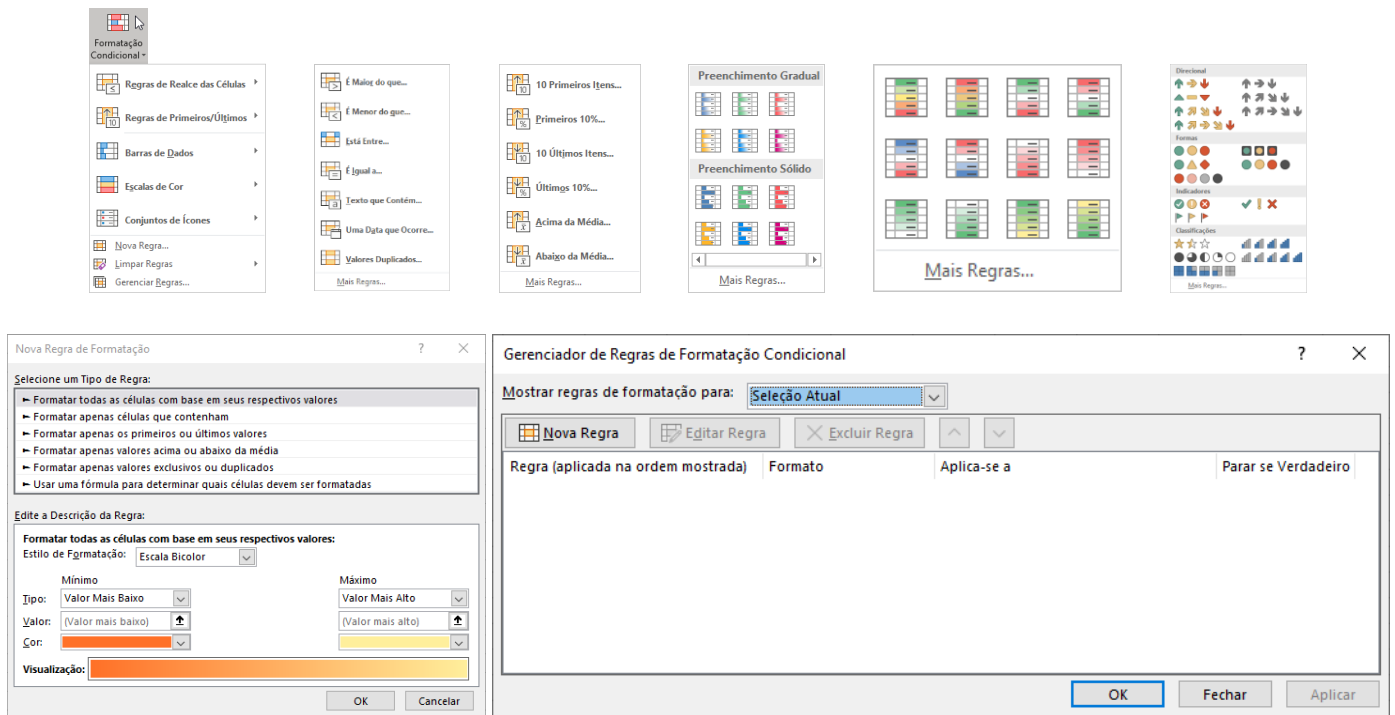 Formatação
Condicional
Regras de Realce das Células
Regras de Primeiros/Últimos
Barras de Dados
Escalas de Cor
Conjuntos de Ícones
Nova Regra...
Limpar Regras
Gerenciar Regras...
É Maior do que...
É Menor do que...
Está Entre...
É Igual a...
Texto que Contém...
Uma Data que Ocorre...
Valores Duplicados...
Mais Regras...
10 Primeiros Itens...
Primeiros 10%...
10 Últimos Itens...
Últimos 10%...
Acima da Média...
Abaixo da Média...
Mais Regras...
Preenchimento Gradual
Preenchimento Sólido
Mais Regras...
Mais Regras...
Direcional
Formas
Indicadores
Classificações
Mais Regras...
Nova Regra de Formatação
Selecione um Tipo de Regra:
► Formatar todas as células com base em seus respectivos valores
► Formatar apenas células que contenham
► Formatar apenas os primeiros ou últimos valores
► Formatar apenas valores acima ou abaixo da média
► Formatar apenas valores exclusivos ou duplicados
► Usar uma fórmula para determinar quais células devem ser formatadas
Edite a Descrição da Regra:
Formatar todas as células com base em seus respectivos valores:
Estilo de Formatação: Escala Bicolor
Mínimo Máximo
Tipo: Valor Mais Baixo Valor Mais Alto
Valor: (Valor mais baixo) (Valor mais alto)
Cor:
Visualização:
OK Cancelar
Gerenciador de Regras de Formatação Condicional
Mostrar regras de formatação para: Seleção Atual
Nova Regra Editar Regra Excluir Regra
Regra (aplicada na ordem mostrada) Formato Aplica-se a Parar se Verdadeiro
OK Fechar Aplicar